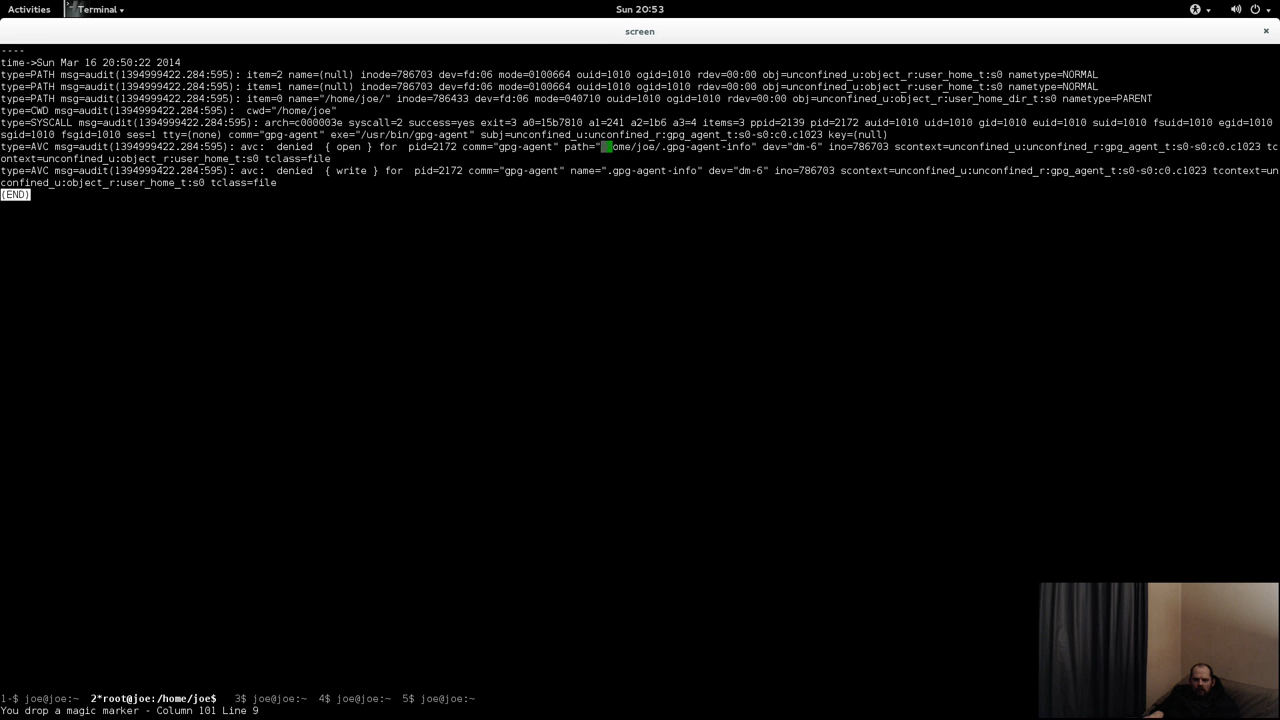 Activities Terminal Sun 20:53
screen ×
----
time->Sun Mar 16 20:50:22 2014
type=PATH msg=audit(1394999422.284:595): item=2 name=(null) inode=786703 dev=fd:06 mode=0100664 ouid=1010 ogid=1010 rdev=00:00 obj=unconfined_u:object_r:user_home_t:s0 nametype=NORMAL
type=PATH msg=audit(1394999422.284:595): item=1 name=(null) inode=786703 dev=fd:06 mode=0100664 ouid=1010 ogid=1010 rdev=00:00 obj=unconfined_u:object_r:user_home_t:s0 nametype=NORMAL
type=PATH msg=audit(1394999422.284:595): item=0 name="/home/joe/" inode=786433 dev=fd:06 mode=040710 ouid=1010 ogid=1010 rdev=00:00 obj=unconfined_u:object_r:user_home_dir_t:s0 nametype=PARENT
type=CWD msg=audit(1394999422.284:595):  cwd="/home/joe"
type=SYSCALL msg=audit(1394999422.284:595): arch=c000003e syscall=2 success=yes exit=3 a0=15b7810 a1=241 a2=1b6 a3=4 items=3 ppid=2139 pid=2172 auid=1010 uid=1010 gid=1010 euid=1010 suid=1010 fsuid=1010 egid=1010
sgid=1010 fsgid=1010 ses=1 tty=(none) comm="gpg-agent" exe="/usr/bin/gpg-agent" subj=unconfined_u:unconfined_r:gpg_agent_t:s0-s0:c0.c1023 key=(null)
type=AVC msg=audit(1394999422.284:595): avc:  denied  { open } for  pid=2172 comm="gpg-agent" path="ome/joe/.gpg-agent-info" dev="dm-6" ino=786703 scontext=unconfined_u:unconfined_r:gpg_agent_t:s0-s0:c0.c1023 tc
ontext=unconfined_u:object_r:user_home_t:s0 tclass=file
type=AVC msg=audit(1394999422.284:595): avc:  denied  { write } for  pid=2172 comm="gpg-agent" name=".gpg-agent-info" dev="dm-6" ino=786703 scontext=unconfined_u:unconfined_r:gpg_agent_t:s0-s0:c0.c1023 tcontext=un
confined_u:object_r:user_home_t:s0 tclass=file
(END)
1-$ joe@joe:~  2*root@joe:/home/joe$  3$ joe@joe:~  4$ joe@joe:~  5$ joe@joe:~
You drop a magic marker - Column 101 Line 9